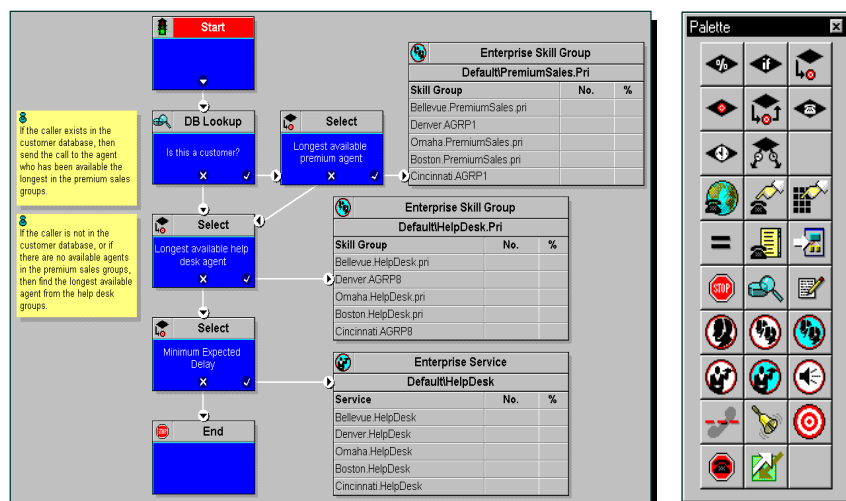 Start
DB Lookup
Is this a customer?
Select
Longest available
premium agent
Enterprise Skill Group
Default\PremiumSales.Pri
Skill Group No. %
Bellevue.PremiumSales.pri
Denver.AGRP1
Omaha.PremiumSales.pri
Boston.PremiumSales.pri
Cincinnati.AGRP1
If the caller exists in the
customer database, then
send the call to the agent
who has been available the
longest in the premium sales
groups.
If the caller is not in the
customer database, or if
there are no available agents
in the premium sales groups,
then find the longest available
agent from the help desk
groups.
Select
Longest available help
desk agent
Enterprise Skill Group
Default\HelpDesk.Pri
Skill Group No. %
Bellevue.HelpDesk.pri
Denver.AGRP8
Omaha.HelpDesk.pri
Boston.HelpDesk.pri
Cincinnati.AGRP8
Select
Minimum Expected
Delay
Enterprise Service
Default\HelpDesk
Service No. %
Bellevue.HelpDesk
Denver.HelpDesk
Omaha.HelpDesk
Boston.HelpDesk
Cincinnati.HelpDesk
STOP
End
Palette
%
if
=
STOP